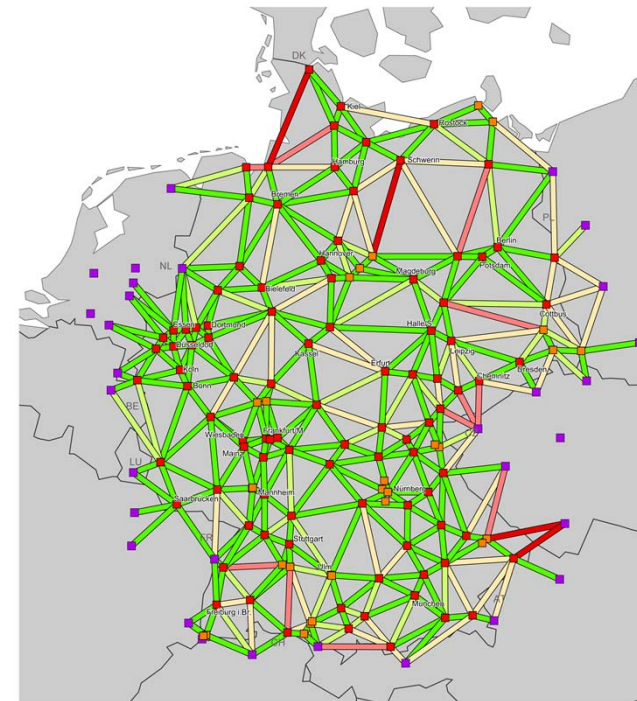 DK
Kiel
Rostock
Hamburg
Schwerin
Bremen
PL
Berlin
Hannover
Potsdam
NL
Magdeburg
Bielefeld
Cottbus
Essen
Dortmund
Halle/S.
Düsseldorf
Leipzig
Kassel
Erfurt
Dresden
Köln
Chemnitz
Bonn
BE
Wiesbaden
Frankfurt/M.
Mainz
LU
Nürnberg
Mannheim
Saarbrücken
FR
Stuttgart
Ulm
München
AT
Freiburg i.Br.
CH